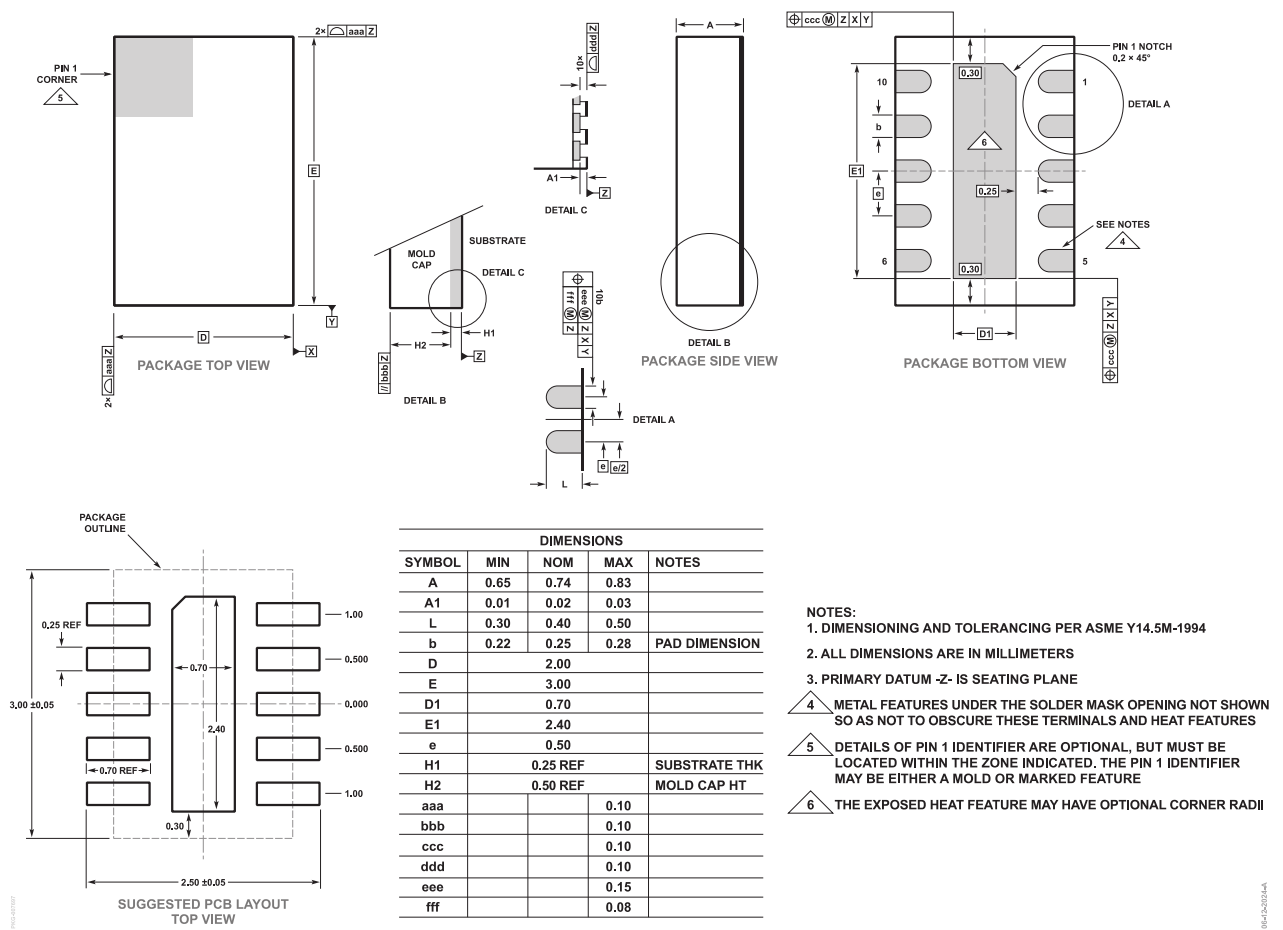 2× ⌓ aaa Z
PIN 1
CORNER
5
E
Y
D
X
2× ⌓ aaa Z
PACKAGE TOP VIEW
10× ⌓ ddd Z
A1
Z
DETAIL C
MOLD
CAP
SUBSTRATE
DETAIL C
H1
H2
Z
// bbb Z
DETAIL B
10b
⌖ eee Ⓜ Z X Y
fff Ⓜ Z
DETAIL A
e
e/2
L
A
DETAIL B
PACKAGE SIDE VIEW
⌖ ccc Ⓜ Z X Y
PIN 1 NOTCH
0.2 × 45°
0.30
10
1
DETAIL A
b
6
E1
e
0.25
SEE NOTES
4
6
5
0.30
D1
⌖ ccc Ⓜ Z X Y
PACKAGE BOTTOM VIEW
PACKAGE
OUTLINE
1.00
0.25 REF
0.500
0.70
3.00 ±0.05
0.000
2.40
0.500
0.70 REF
1.00
0.30
2.50 ±0.05
SUGGESTED PCB LAYOUT
TOP VIEW
DIMENSIONS
SYMBOL MIN NOM MAX NOTES
A 0.65 0.74 0.83
A1 0.01 0.02 0.03
L 0.30 0.40 0.50
b 0.22 0.25 0.28 PAD DIMENSION
D 2.00
E 3.00
D1 0.70
E1 2.40
e 0.50
H1 0.25 REF SUBSTRATE THK
H2 0.50 REF MOLD CAP HT
aaa 0.10
bbb 0.10
ccc 0.10
ddd 0.10
eee 0.15
fff 0.08
NOTES:
1. DIMENSIONING AND TOLERANCING PER ASME Y14.5M-1994
2. ALL DIMENSIONS ARE IN MILLIMETERS
3. PRIMARY DATUM -Z- IS SEATING PLANE
4 METAL FEATURES UNDER THE SOLDER MASK OPENING NOT SHOWN
SO AS NOT TO OBSCURE THESE TERMINALS AND HEAT FEATURES
5 DETAILS OF PIN 1 IDENTIFIER ARE OPTIONAL, BUT MUST BE
LOCATED WITHIN THE ZONE INDICATED. THE PIN 1 IDENTIFIER
MAY BE EITHER A MOLD OR MARKED FEATURE
6 THE EXPOSED HEAT FEATURE MAY HAVE OPTIONAL CORNER RADII
06-12-2024-A